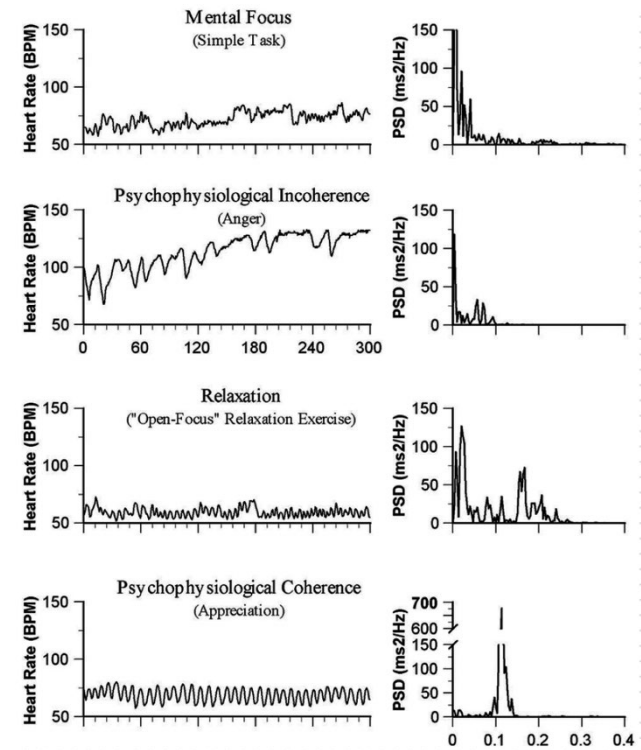 Mental Focus
(Simple Task)
Heart Rate (BPM)
150
100
50
PSD (ms2/Hz)
150
100
50
0
Psychophysiological Incoherence
(Anger)
Heart Rate (BPM)
150
100
50
0 60 120 180 240 300
PSD (ms2/Hz)
150
100
50
0
Relaxation
("Open-Focus" Relaxation Exercise)
Heart Rate (BPM)
150
100
50
PSD (ms2/Hz)
150
100
50
0
Psychophysiological Coherence
(Appreciation)
Heart Rate (BPM)
150
100
50
PSD (ms2/Hz)
700
600
150
100
50
0
0 0.1 0.2 0.3 0.4